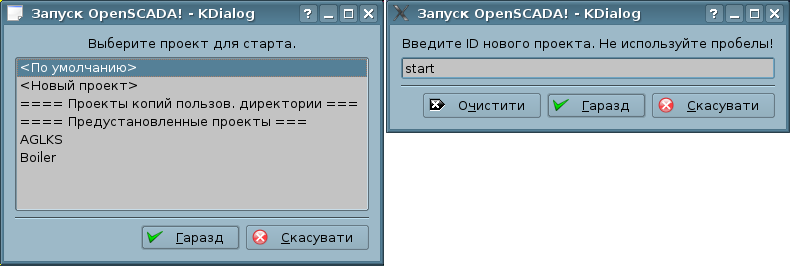 Запуск OpenSCADA! - KDialog
Выберите проект для старта.
<По умолчанию>
<Новый проект>
==== Проекты копий пользов. директории ===
==== Предустановленные проекты ===
AGLKS
Boiler
Гаразд
Скасувати
Запуск OpenSCADA! - KDialog
Введите ID нового проекта. Не используйте пробелы!
start
Очистити
Гаразд
Скасувати